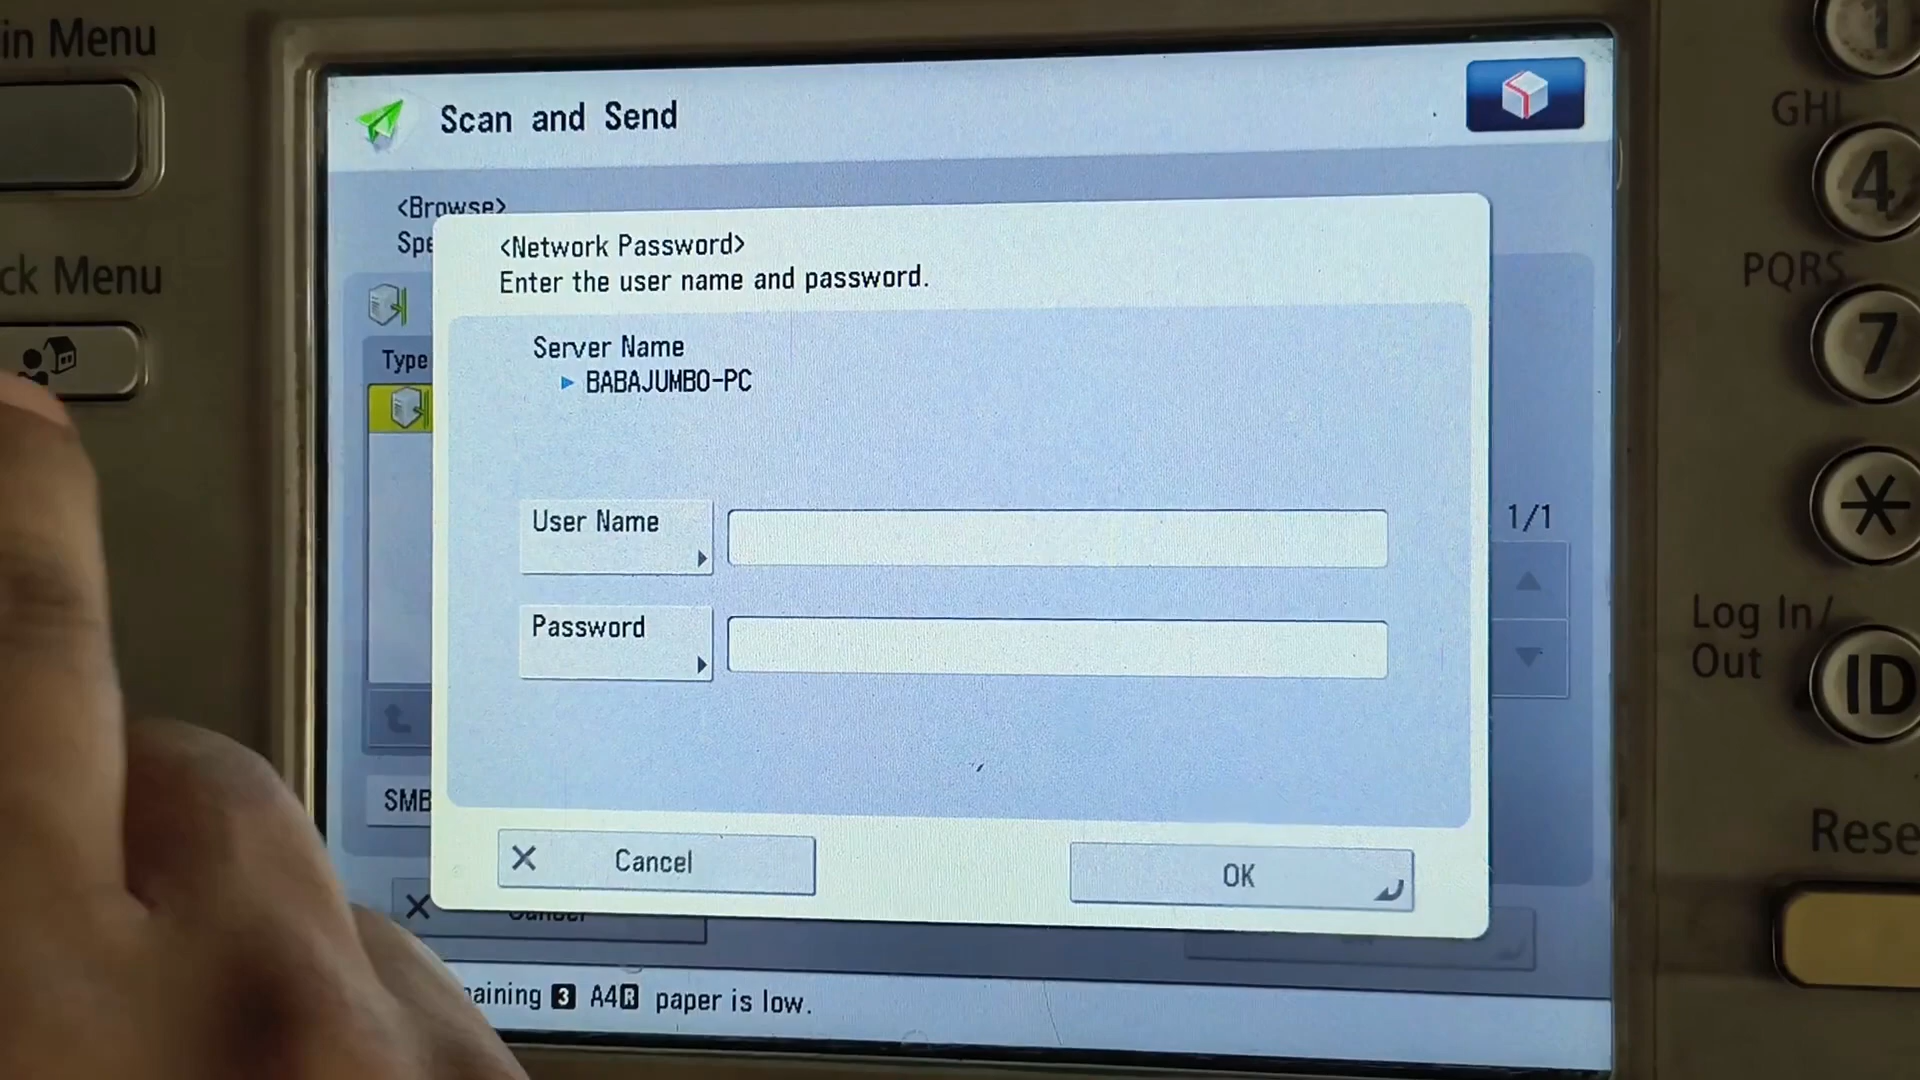 in Menu
ck Menu
Scan and Send
<Browse>
Spe
<Network Password>
Enter the user name and password.
Type
Server Name
BABAJUMBO-PC
User Name
Password
1/1
SMB
Cancel
OK
Cancel
aining 3 A4R paper is low.
1
GHI
4
PQRS
7
*
Log In/
Out
ID
Rese